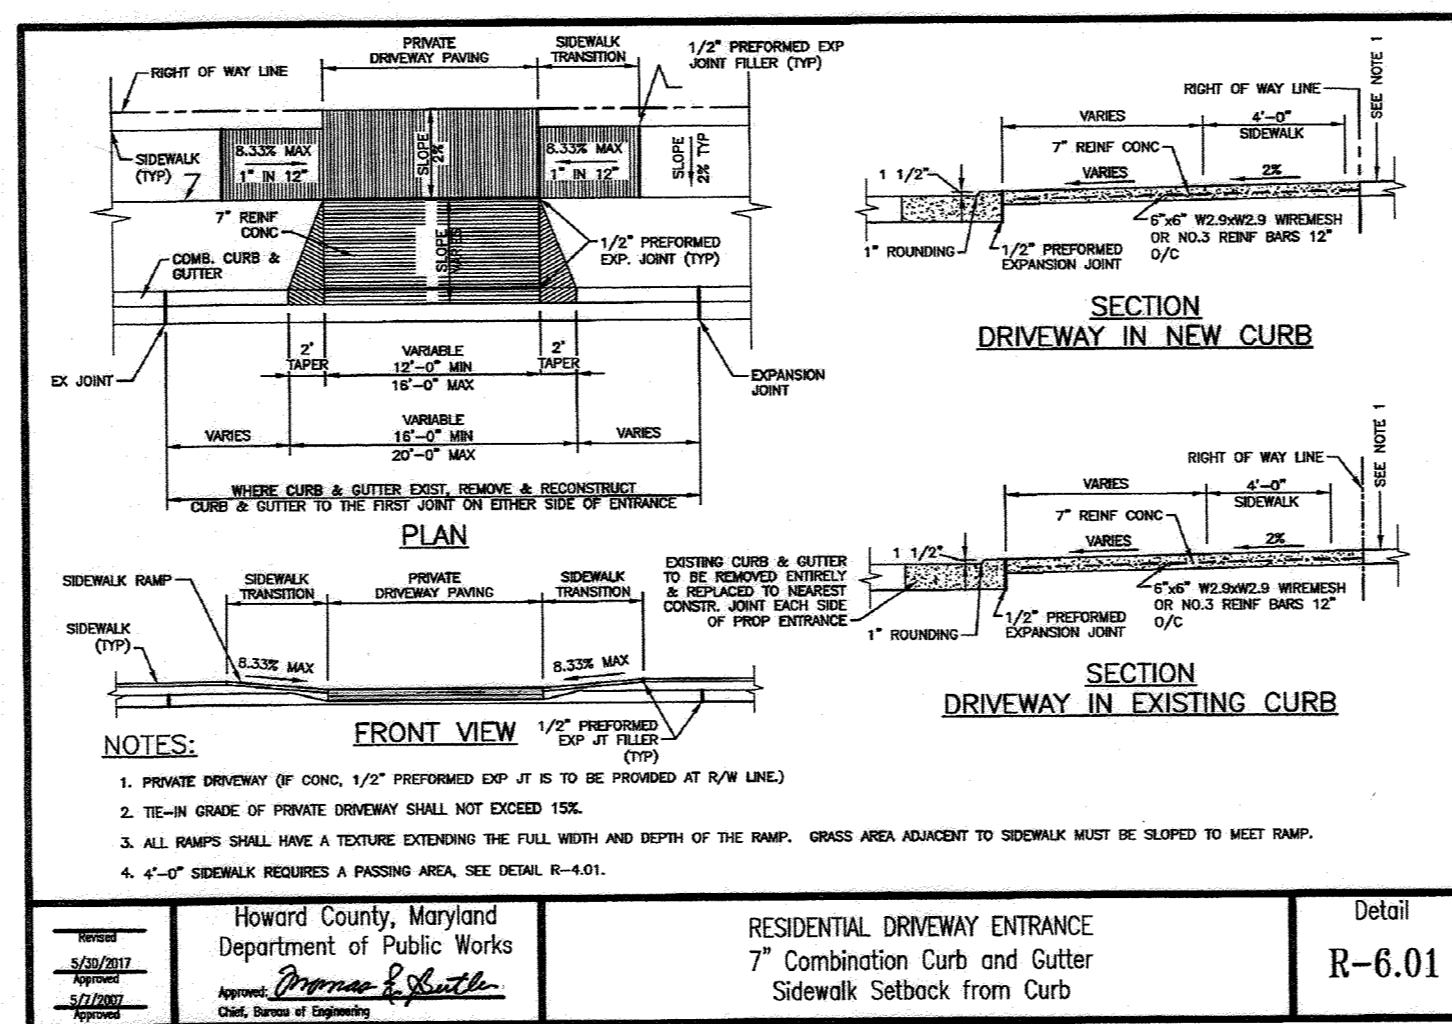 PRIVATE
DRIVEWAY PAVING
SIDEWALK
TRANSITION
1/2" PREFORMED EXP
JOINT FILLER (TYP)
RIGHT OF WAY LINE
SIDEWALK
(TYP)
8.33% MAX
1" IN 12"
SLOPE
2%
8.33% MAX
1" IN 12"
SLOPE
2% TYP
7" REINF
CONC
SLOPE
VARIES
1/2" PREFORMED
EXP. JOINT (TYP)
COMB. CURB &
GUTTER
EX JOINT
2'
TAPER
VARIABLE
12'-0" MIN
16'-0" MAX
2'
TAPER
EXPANSION
JOINT
VARIES
VARIABLE
16'-0" MIN
20'-0" MAX
VARIES
WHERE CURB & GUTTER EXIST, REMOVE & RECONSTRUCT
CURB & GUTTER TO THE FIRST JOINT ON EITHER SIDE OF ENTRANCE
PLAN
RIGHT OF WAY LINE
SEE NOTE 1
VARIES
4'-0"
SIDEWALK
7" REINF CONC
1 1/2"
VARIES
2%
1" ROUNDING
1/2" PREFORMED
EXPANSION JOINT
6"x6" W2.9xW2.9 WIREMESH
OR NO.3 REINF BARS 12"
O/C
SECTION
DRIVEWAY IN NEW CURB
RIGHT OF WAY LINE
SEE NOTE 1
VARIES
4'-0"
SIDEWALK
7" REINF CONC
1 1/2"
VARIES
2%
EXISTING CURB & GUTTER
TO BE REMOVED ENTIRELY
& REPLACED TO NEAREST
CONSTR. JOINT EACH SIDE
OF PROP ENTRANCE
1" ROUNDING
1/2" PREFORMED
EXPANSION JOINT
6"x6" W2.9xW2.9 WIREMESH
OR NO.3 REINF BARS 12"
O/C
SECTION
DRIVEWAY IN EXISTING CURB
SIDEWALK RAMP
SIDEWALK
TRANSITION
PRIVATE
DRIVEWAY PAVING
SIDEWALK
TRANSITION
SIDEWALK
(TYP)
8.33% MAX
8.33% MAX
FRONT VIEW
1/2" PREFORMED
EXP JT FILLER
(TYP)
NOTES:
1. PRIVATE DRIVEWAY (IF CONC, 1/2" PREFORMED EXP JT IS TO BE PROVIDED AT R/W LINE.)
2. TIE-IN GRADE OF PRIVATE DRIVEWAY SHALL NOT EXCEED 15%.
3. ALL RAMPS SHALL HAVE A TEXTURE EXTENDING THE FULL WIDTH AND DEPTH OF THE RAMP. GRASS AREA ADJACENT TO SIDEWALK MUST BE SLOPED TO MEET RAMP.
4. 4'-0" SIDEWALK REQUIRES A PASSING AREA, SEE DETAIL R-4.01.
Revised
5/30/2017
Approved
5/7/2007
Approved
Howard County, Maryland
Department of Public Works
Approved: Thomas E. Butler
Chief, Bureau of Engineering
RESIDENTIAL DRIVEWAY ENTRANCE
7" Combination Curb and Gutter
Sidewalk Setback from Curb
Detail
R-6.01